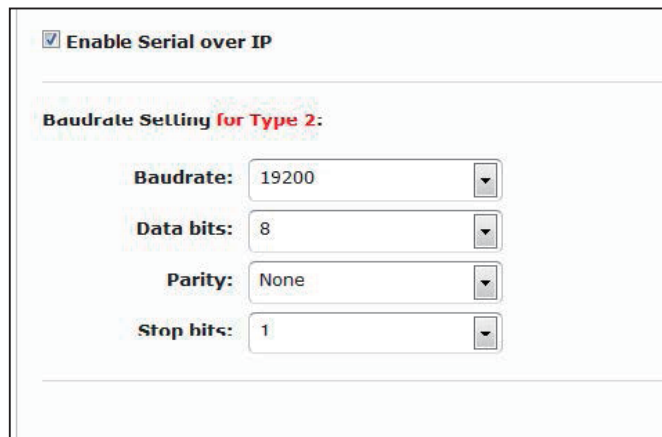 Enable Serial over IP
Baudrate Setting for Type 2:
Baudrate: 19200
Data bits: 8
Parity: None
Stop bits: 1